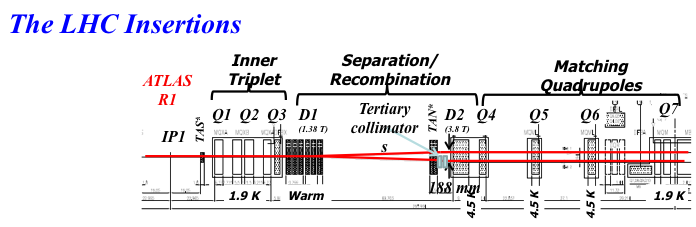 The LHC Insertions
Inner
Triplet
Separation/
Recombination
Matching
Quadrupoles
ATLAS
R1
Q1 Q2 Q3 D1
(1.38 T)
Tertiary
collimator
s
TAN*
D2
(3.8 T)
Q4 Q5 Q6 Q7
IP1
TAS*
188 mm
1.9 K
Warm
4.5 K
4.5 K
4.5 K
1.9 K